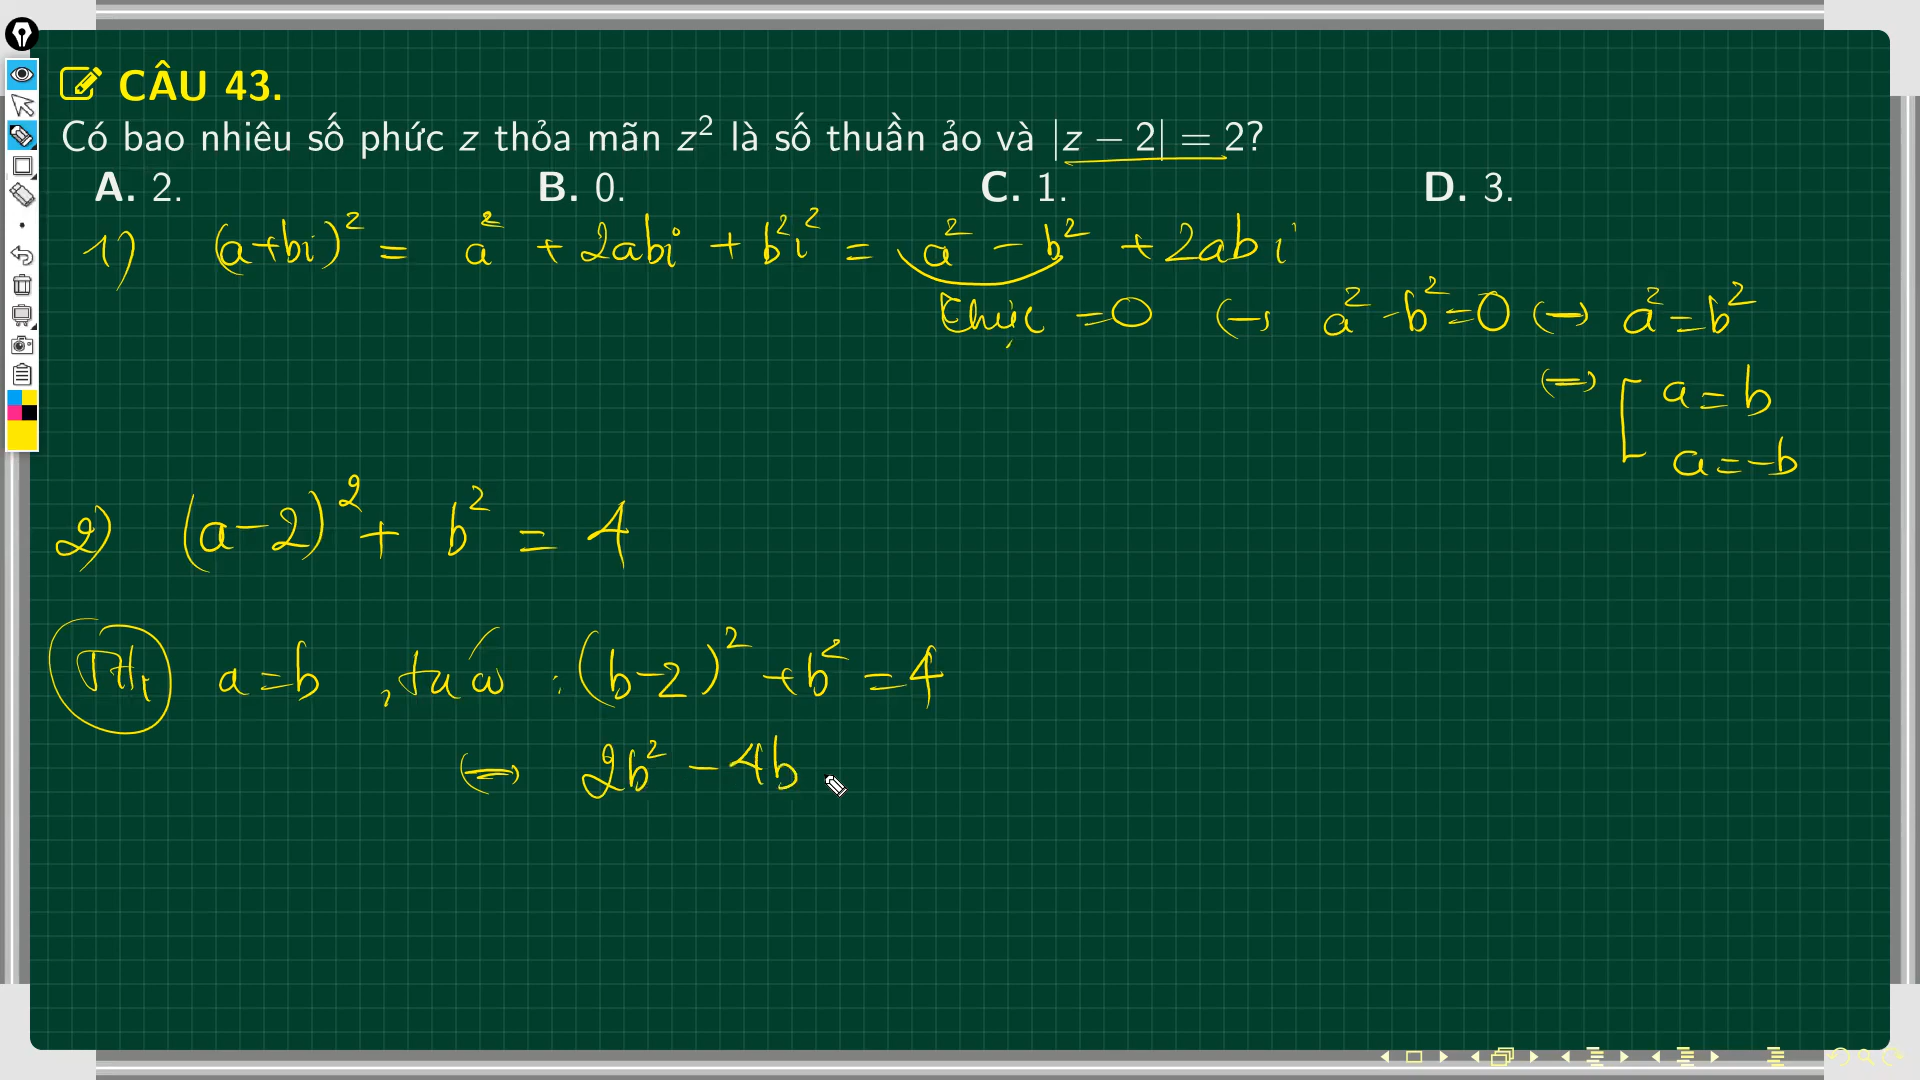 CÂU 43.
Có bao nhiêu số phức z thỏa mãn z² là số thuần ảo và |z − 2| = 2?
A. 2. B. 0. C. 1. D. 3.
1) (a+bi)² = a² + 2abi + b²i² = a² − b² + 2abi
Thực =0 ⟺ a² - b² = 0 ⟺ a² = b²
⟺ [ a = b
a = −b
2) (a−2)² + b² = 4
TH₁ a = b , ta có : (b−2)² + b² = 4
⟺ 2b² − 4b